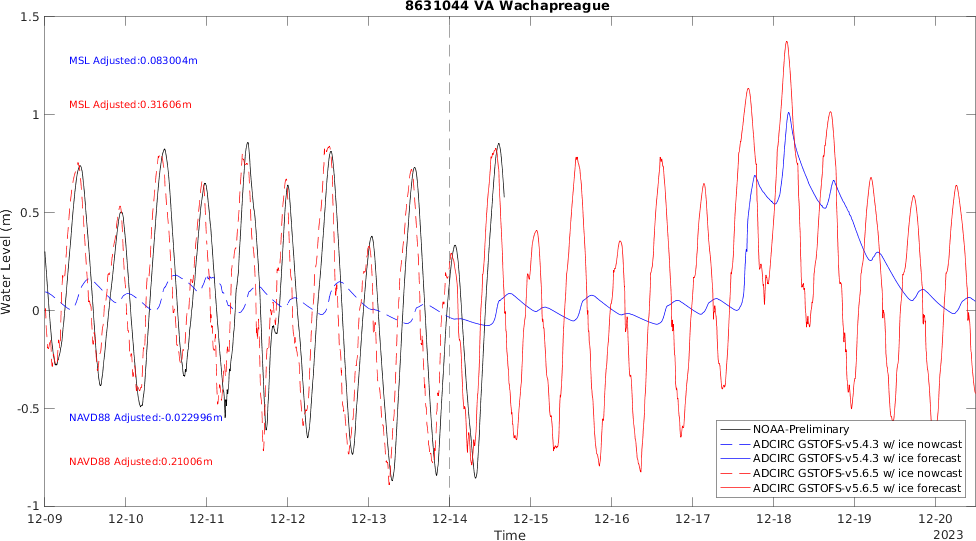 8631044 VA Wachapreague
1.5
1
0.5
0
-0.5
-1
Water Level (m)
MSL Adjusted:0.083004m
MSL Adjusted:0.31606m
NAVD88 Adjusted:-0.022996m
NAVD88 Adjusted:0.21006m
NOAA-Preliminary
ADCIRC GSTOFS-v5.4.3 w/ ice nowcast
ADCIRC GSTOFS-v5.4.3 w/ ice forecast
ADCIRC GSTOFS-v5.6.5 w/ ice nowcast
ADCIRC GSTOFS-v5.6.5 w/ ice forecast
12-09 12-10 12-11 12-12 12-13 12-14 12-15 12-16 12-17 12-18 12-19 12-20
Time
2023